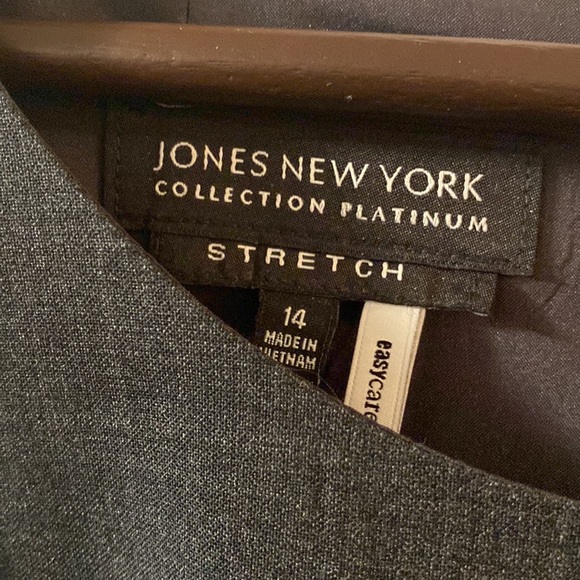 JONES NEW YORK
COLLECTION PLATINUM
STRETCH
14
MADE IN
VIETNAM
easycare